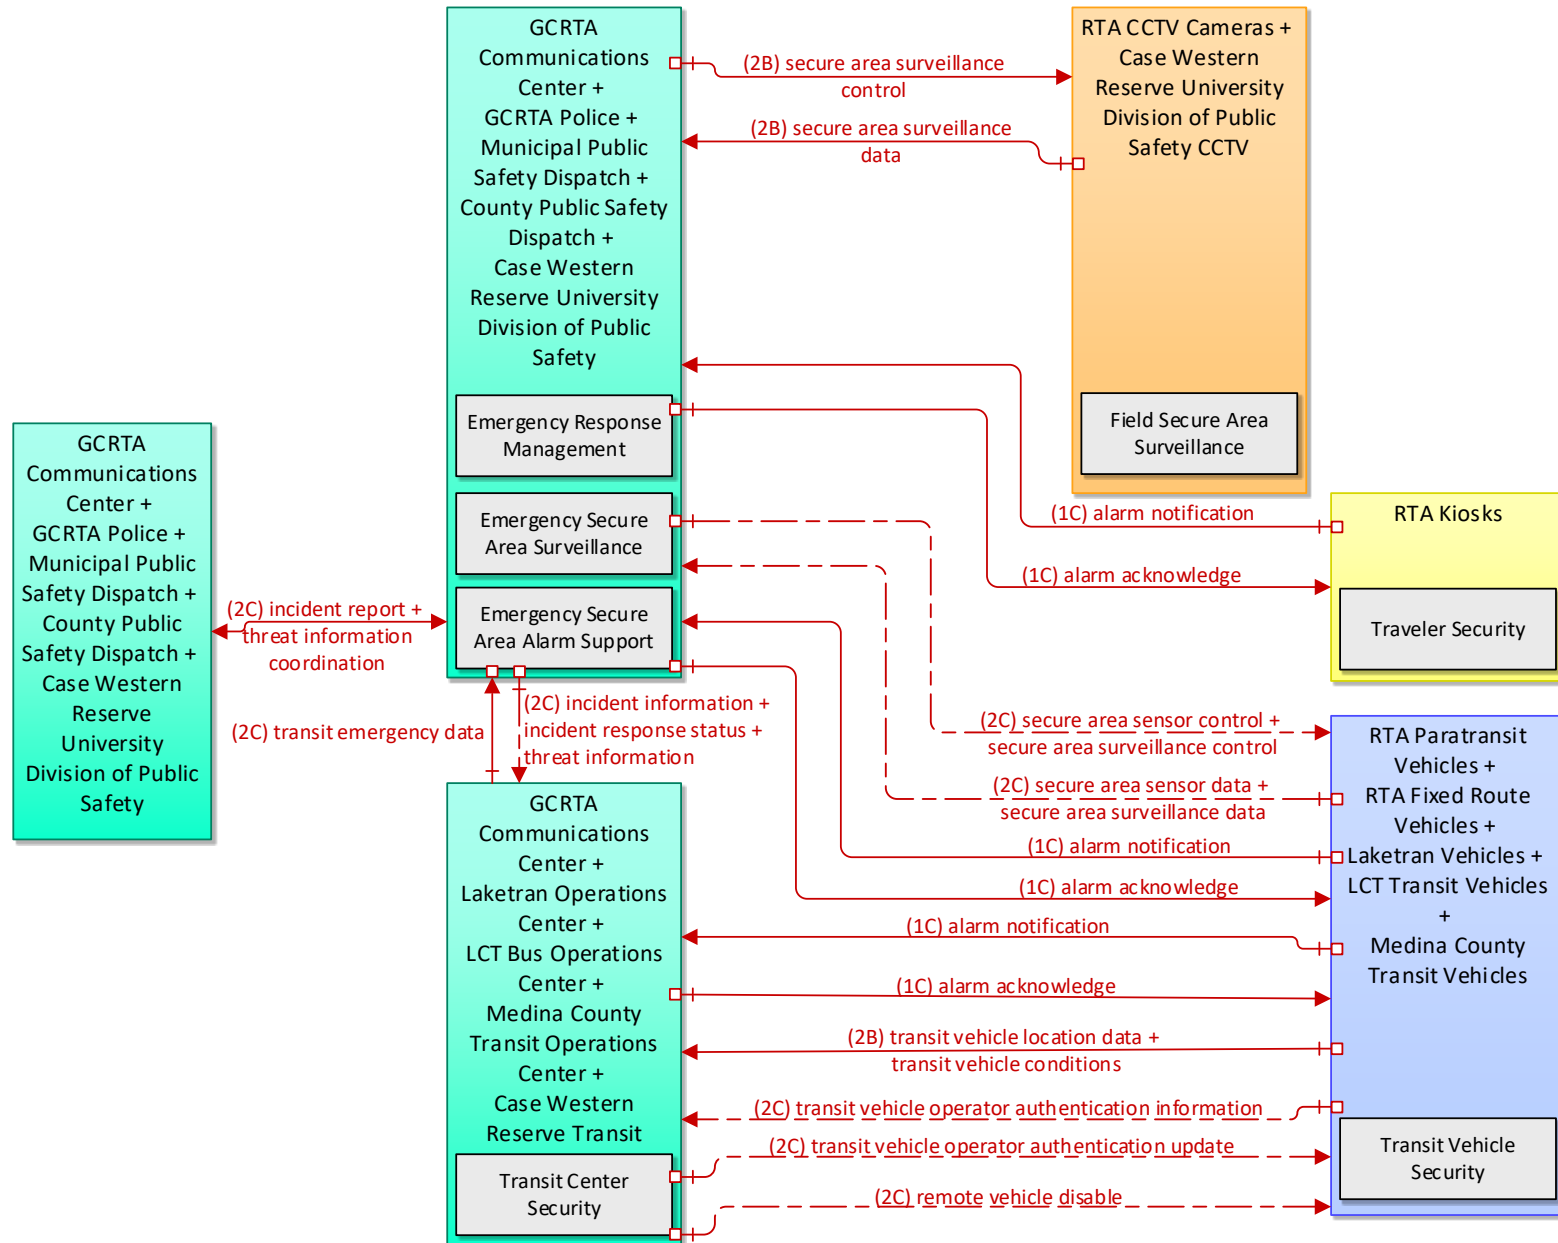 GCRTA
Communications
Center +
GCRTA Police +
Municipal Public
Safety Dispatch +
County Public Safety
Dispatch +
Case Western
Reserve University
Division of Public
Safety
Emergency Response
Management
Emergency Secure
Area Surveillance
Emergency Secure
Area Alarm Support
(2B) secure area surveillance
control
(2B) secure area surveillance
data
RTA CCTV Cameras +
Case Western
Reserve University
Division of Public
Safety CCTV
Field Secure Area
Surveillance
(1C) alarm notification
(1C) alarm acknowledge
RTA Kiosks
Traveler Security
GCRTA
Communications
Center +
GCRTA Police +
Municipal Public
Safety Dispatch +
County Public
Safety Dispatch +
Case Western
Reserve
University
Division of Public
Safety
(2C) incident report +
threat information
coordination
(2C) transit emergency data
(2C) incident information +
incident response status +
threat information
(2C) secure area sensor control +
secure area surveillance control
(2C) secure area sensor data +
secure area surveillance data
(1C) alarm notification
(1C) alarm acknowledge
(1C) alarm notification
(1C) alarm acknowledge
(2B) transit vehicle location data +
transit vehicle conditions
(2C) transit vehicle operator authentication information
(2C) transit vehicle operator authentication update
(2C) remote vehicle disable
RTA Paratransit
Vehicles +
RTA Fixed Route
Vehicles +
Laketran Vehicles +
LCT Transit Vehicles
+
Medina County
Transit Vehicles
Transit Vehicle
Security
GCRTA
Communications
Center +
Laketran Operations
Center +
LCT Bus Operations
Center +
Medina County
Transit Operations
Center +
Case Western
Reserve Transit
Transit Center
Security